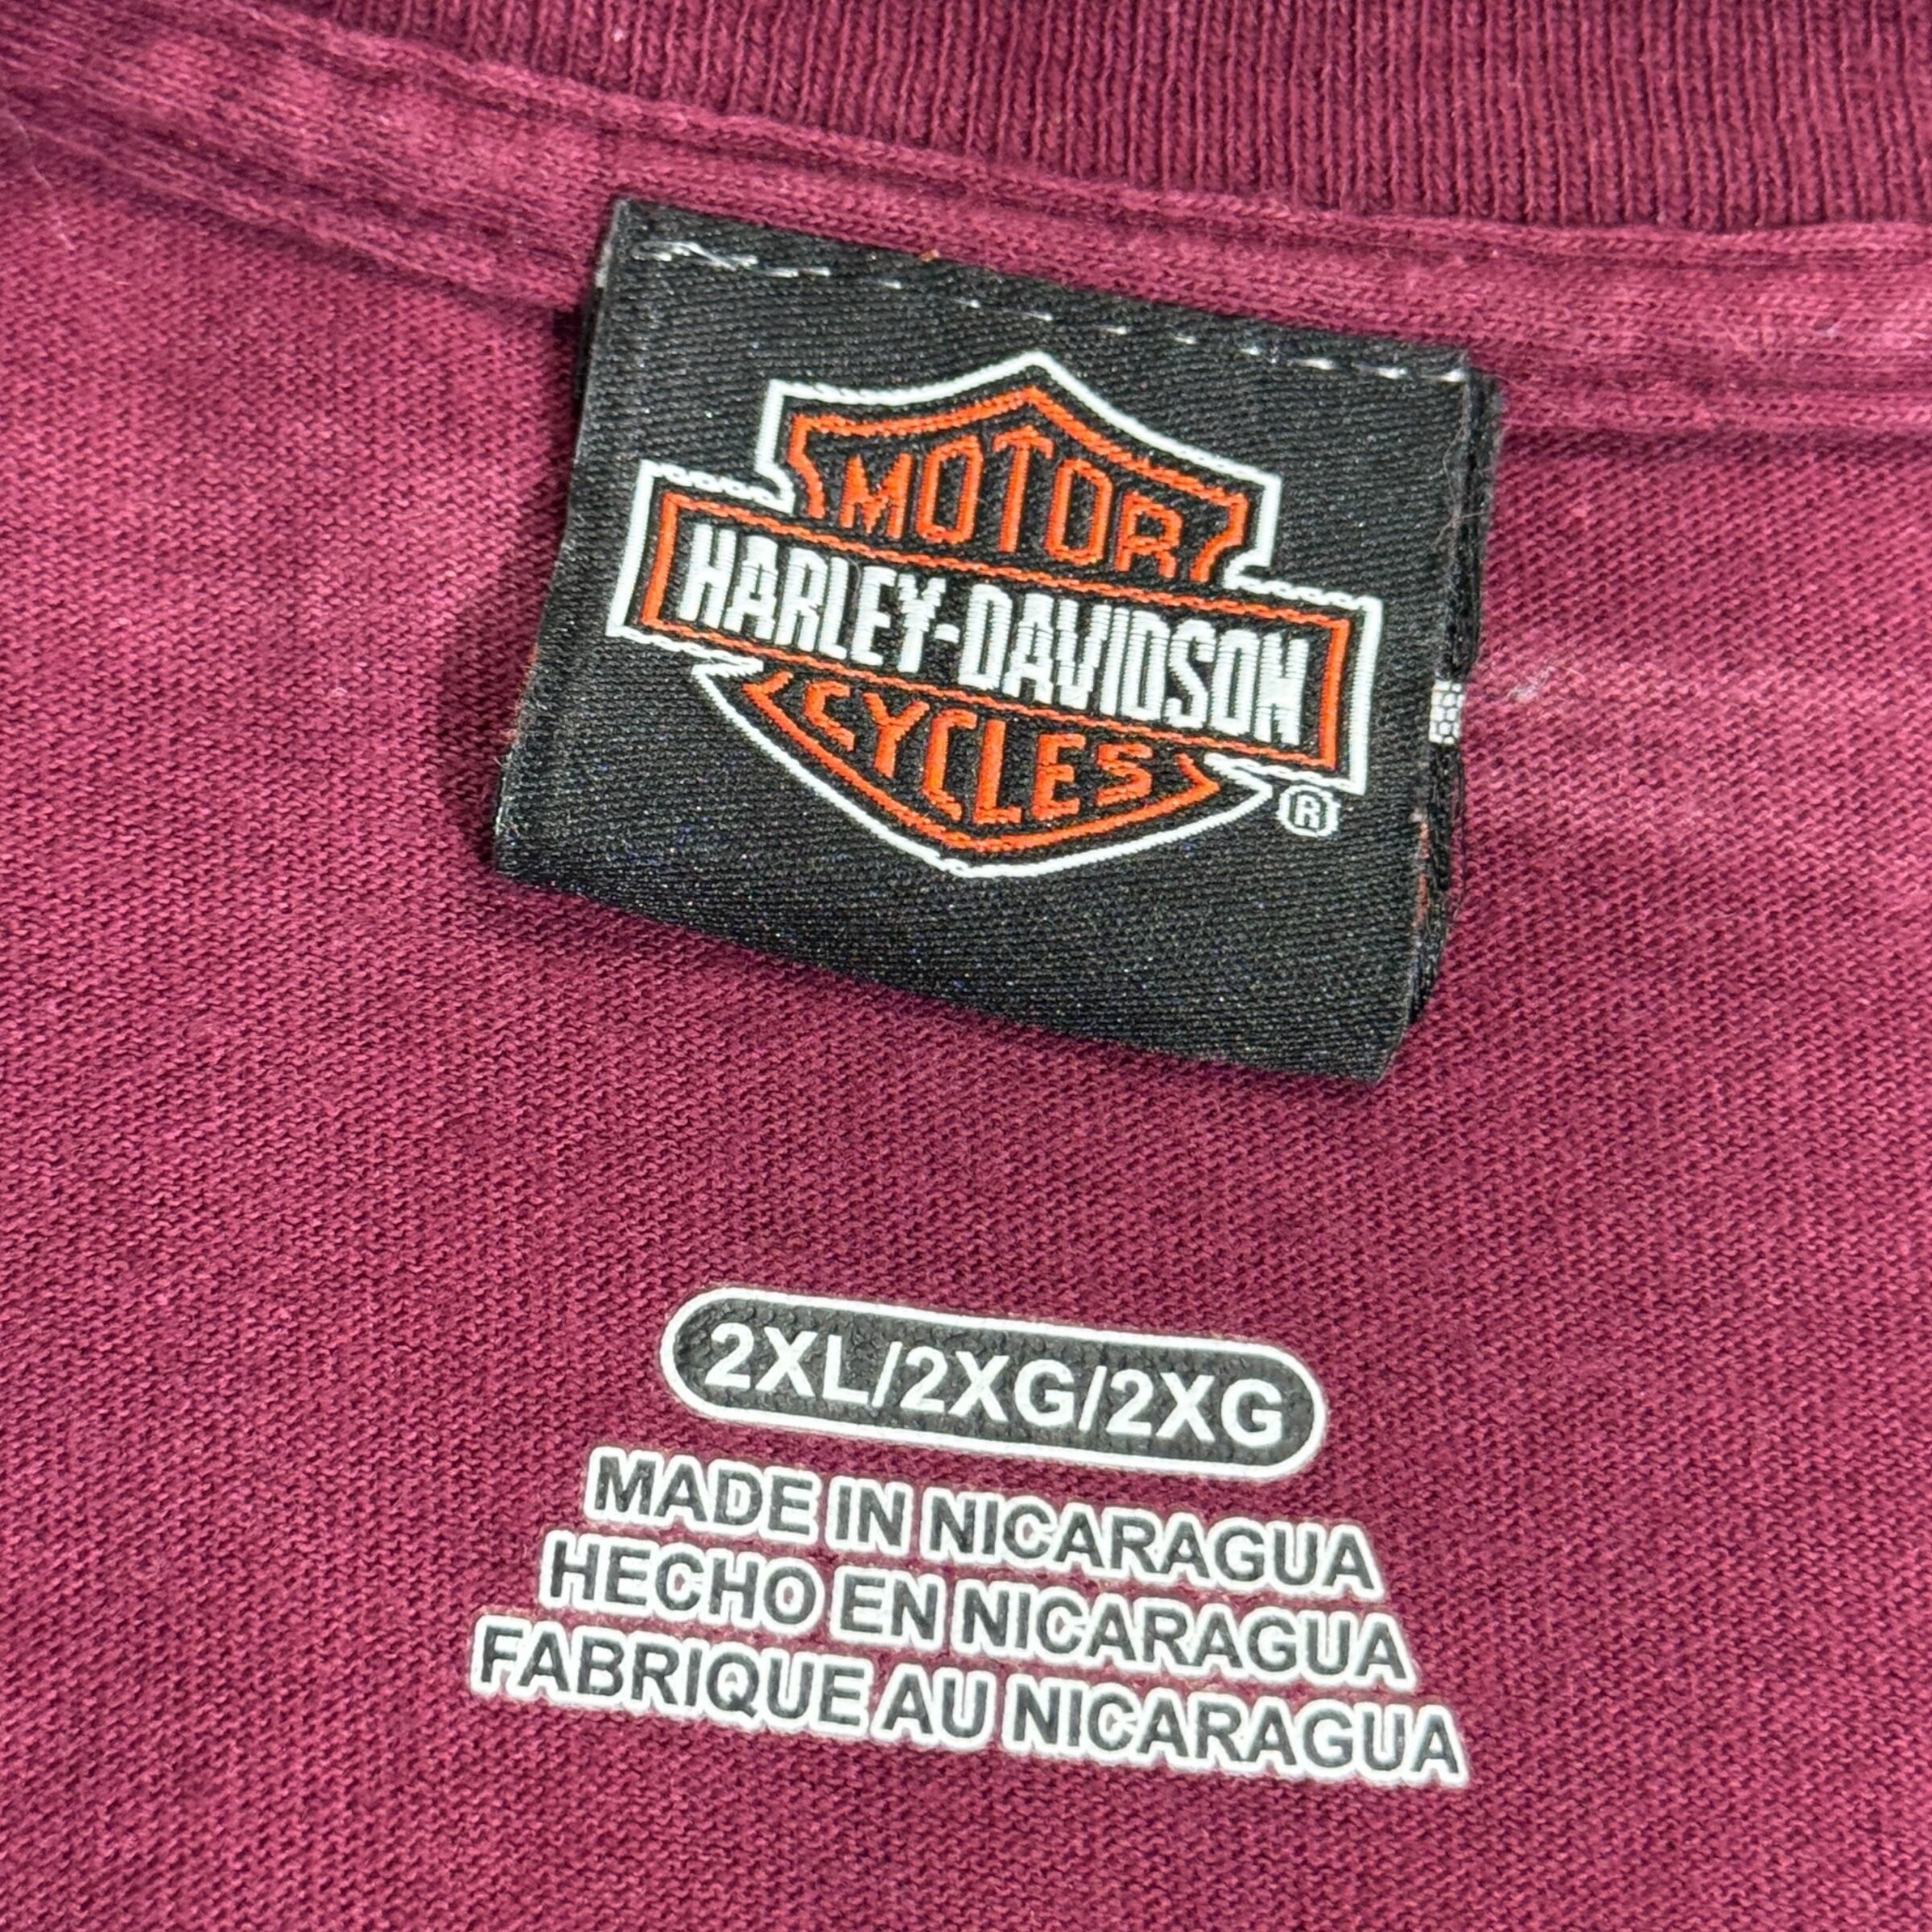 MOTOR
HARLEY-DAVIDSON
CYCLES
®
2XL/2XG/2XG
MADE IN NICARAGUA
HECHO EN NICARAGUA
FABRIQUE AU NICARAGUA